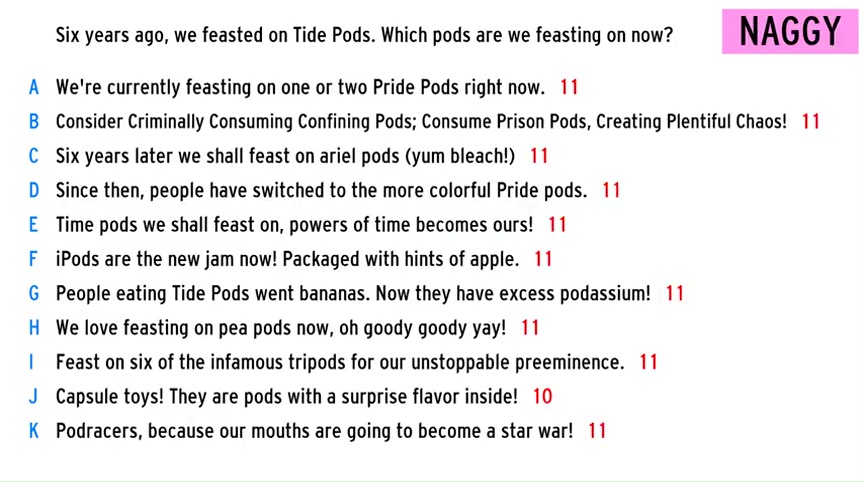 Six years ago, we feasted on Tide Pods. Which pods are we feasting on now?
NAGGY
A We're currently feasting on one or two Pride Pods right now. 11
B Consider Criminally Consuming Confining Pods; Consume Prison Pods, Creating Plentiful Chaos! 11
C Six years later we shall feast on ariel pods (yum bleach!) 11
D Since then, people have switched to the more colorful Pride pods. 11
E Time pods we shall feast on, powers of time becomes ours! 11
F iPods are the new jam now! Packaged with hints of apple. 11
G People eating Tide Pods went bananas. Now they have excess podassium! 11
H We love feasting on pea pods now, oh goody goody yay! 11
I Feast on six of the infamous tripods for our unstoppable preeminence. 11
J Capsule toys! They are pods with a surprise flavor inside! 10
K Podracers, because our mouths are going to become a star war! 11